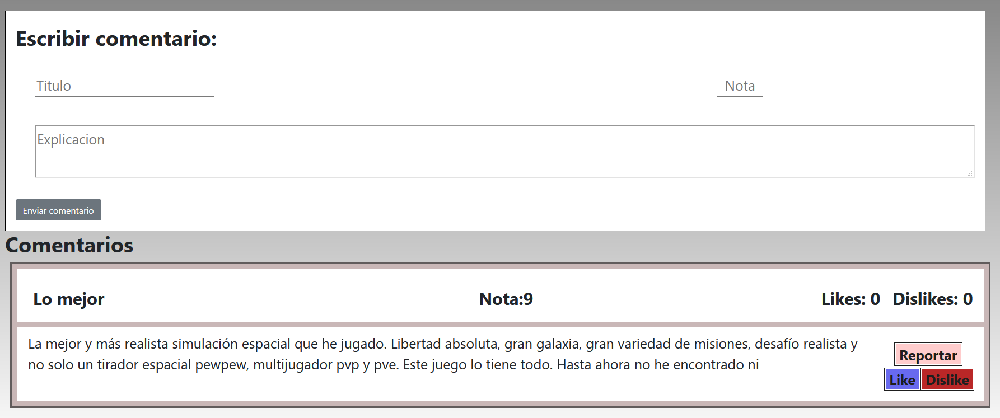 Escribir comentario:
Titulo
Nota
Explicacion
Enviar comentario
Comentarios
Lo mejor
Nota:9
Likes: 0 Dislikes: 0
La mejor y más realista simulación espacial que he jugado. Libertad absoluta, gran galaxia, gran variedad de misiones, desafío realista y
no solo un tirador espacial pewpew, multijugador pvp y pve. Este juego lo tiene todo. Hasta ahora no he encontrado ni
Reportar
Like Dislike